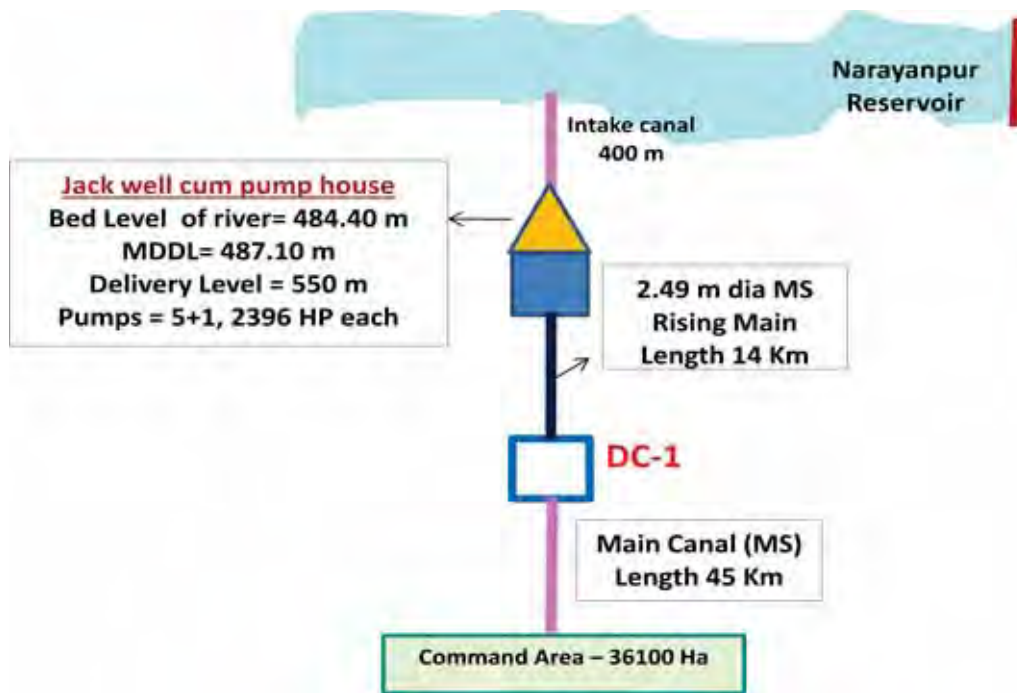 Narayanpur
Reservoir
Intake canal
400 m
Jack well cum pump house
Bed Level of river= 484.40 m
MDDL= 487.10 m
Delivery Level = 550 m
Pumps = 5+1, 2396 HP each
2.49 m dia MS
Rising Main
Length 14 Km
DC-1
Main Canal (MS)
Length 45 Km
Command Area – 36100 Ha